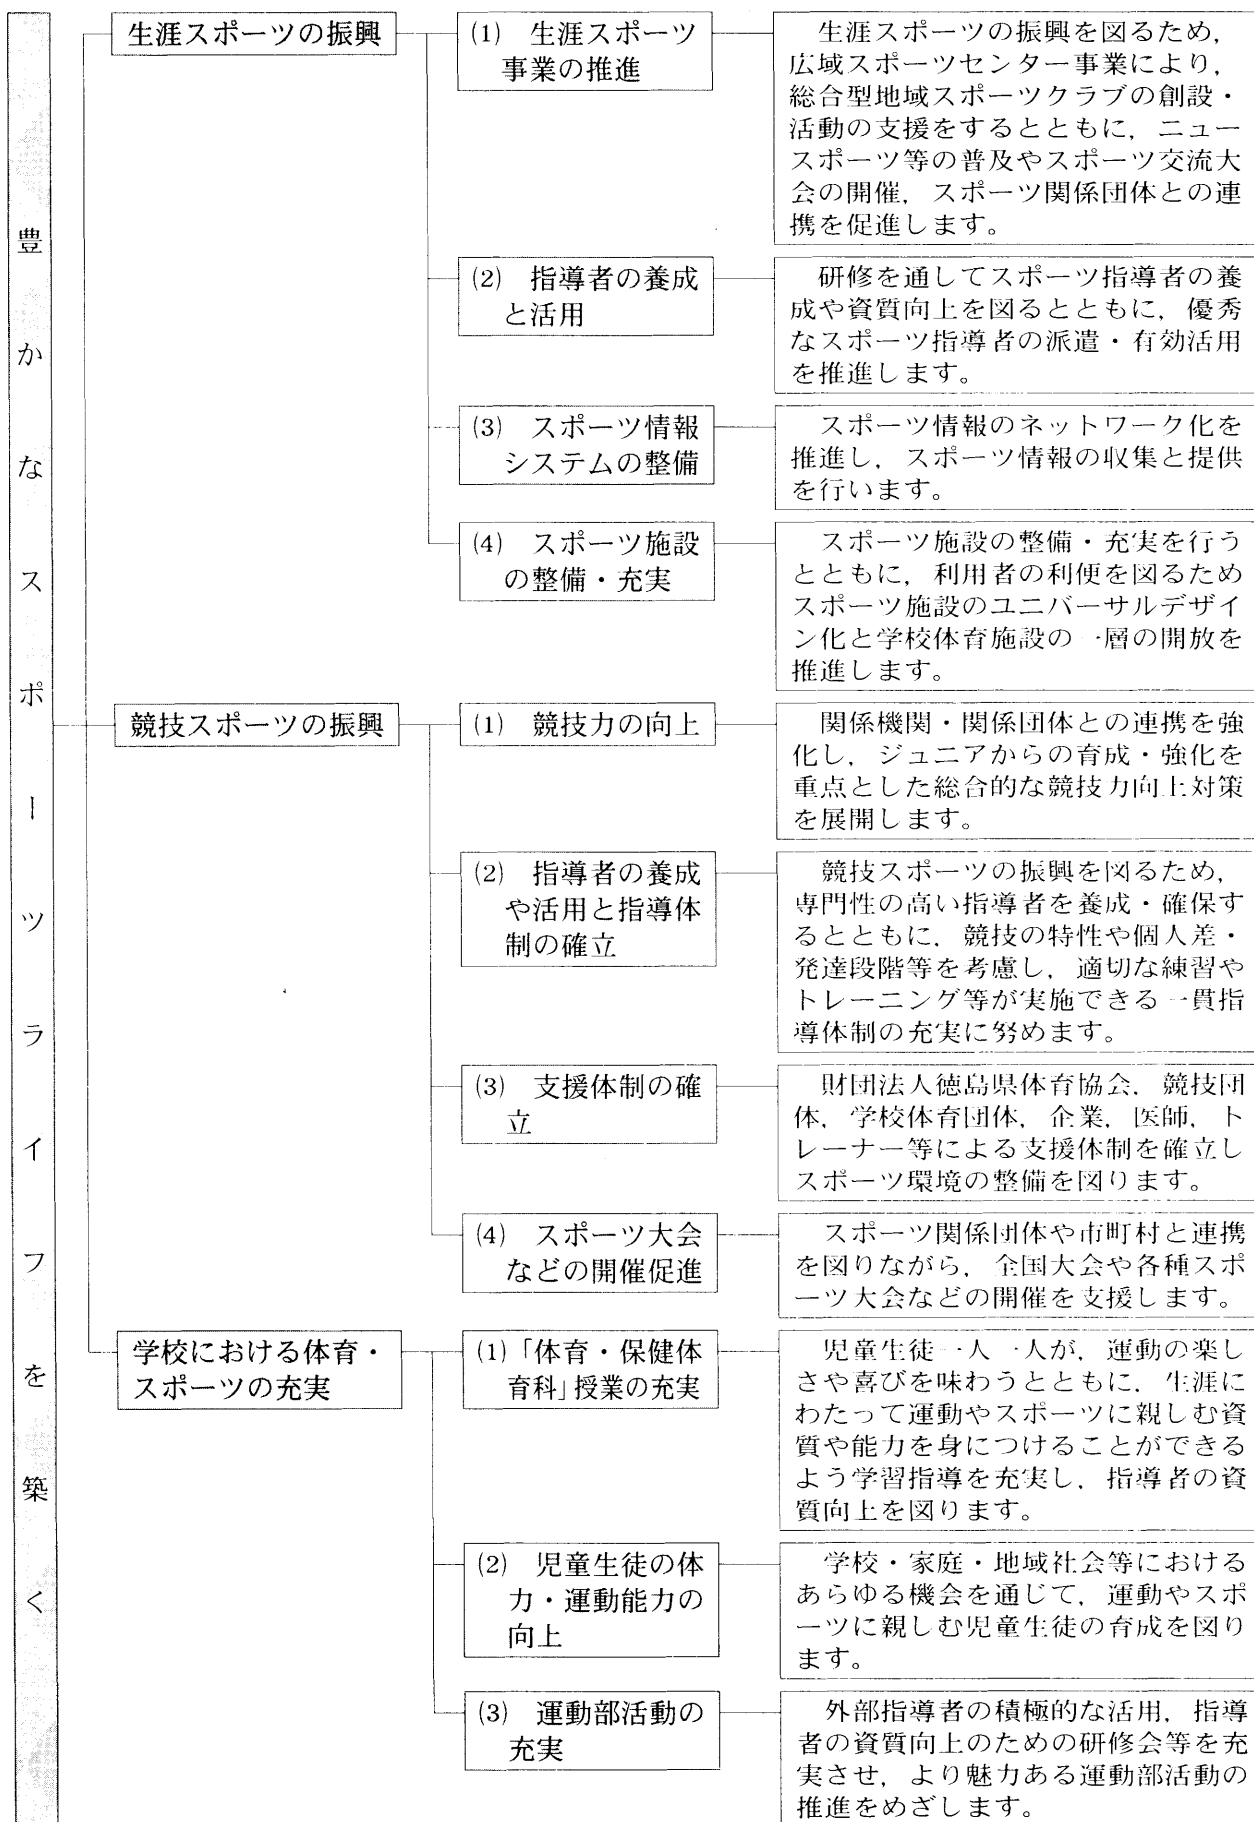 豊かなスポーツライフを築く
生涯スポーツの振興
(1) 生涯スポーツ
事業の推進
生涯スポーツの振興を図るため，
広域スポーツセンター事業により，
総合型地域スポーツクラブの創設・
活動の支援をするとともに，ニュー
スポーツ等の普及やスポーツ交流大
会の開催，スポーツ関係団体との連
携を促進します。
(2) 指導者の養成
と活用
研修を通してスポーツ指導者の養
成や資質向上を図るとともに，優秀
なスポーツ指導者の派遣・有効活用
を推進します。
(3) スポーツ情報
システムの整備
スポーツ情報のネットワーク化を
推進し，スポーツ情報の収集と提供
を行います。
(4) スポーツ施設
の整備・充実
スポーツ施設の整備・充実を行う
とともに，利用者の利便を図るため
スポーツ施設のユニバーサルデザイ
ン化と学校体育施設の一層の開放を
推進します。
競技スポーツの振興
(1) 競技力の向上
関係機関・関係団体との連携を強
化し，ジュニアからの育成・強化を
重点とした総合的な競技力向上対策
を展開します。
(2) 指導者の養成
や活用と指導体
制の確立
競技スポーツの振興を図るため，
専門性の高い指導者を養成・確保す
るとともに，競技の特性や個人差・
発達段階等を考慮し，適切な練習や
トレーニング等が実施できる一貫指
導体制の充実に努めます。
(3) 支援体制の確
立
財団法人徳島県体育協会，競技団
体，学校体育団体，企業，医師，ト
レーナー等による支援体制を確立し
スポーツ環境の整備を図ります。
(4) スポーツ大会
などの開催促進
スポーツ関係団体や市町村と連携
を図りながら，全国大会や各種スポ
ーツ大会などの開催を支援します。
学校における体育・
スポーツの充実
(1)「体育・保健体
育科」授業の充実
児童生徒一人一人が，運動の楽し
さや喜びを味わうとともに，生涯に
わたって運動やスポーツに親しむ資
質や能力を身につけることができる
よう学習指導を充実し，指導者の資
質向上を図ります。
(2) 児童生徒の体
力・運動能力の
向上
学校・家庭・地域社会等における
あらゆる機会を通じて，運動やスポ
ーツに親しむ児童生徒の育成を図り
ます。
(3) 運動部活動の
充実
外部指導者の積極的な活用，指導
者の資質向上のための研修会等を充
実させ，より魅力ある運動部活動の
推進をめざします。